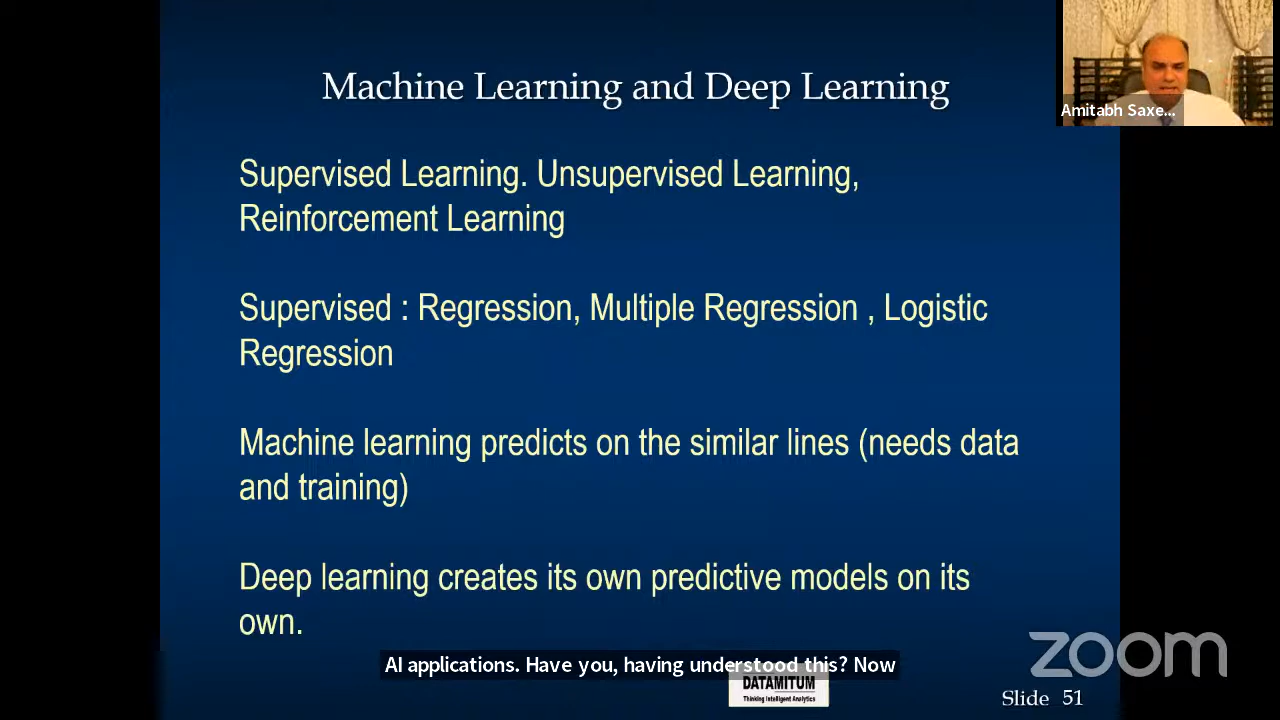 Machine Learning and Deep Learning
Amitabh Saxe...
Supervised Learning. Unsupervised Learning,
Reinforcement Learning
Supervised : Regression, Multiple Regression , Logistic
Regression
Machine learning predicts on the similar lines (needs data
and training)
Deep learning creates its own predictive models on its
own.
AI applications. Have you, having understood this? Now
DATAMITUM
Thinking Intelligent Analytics
zoom
Slide 51